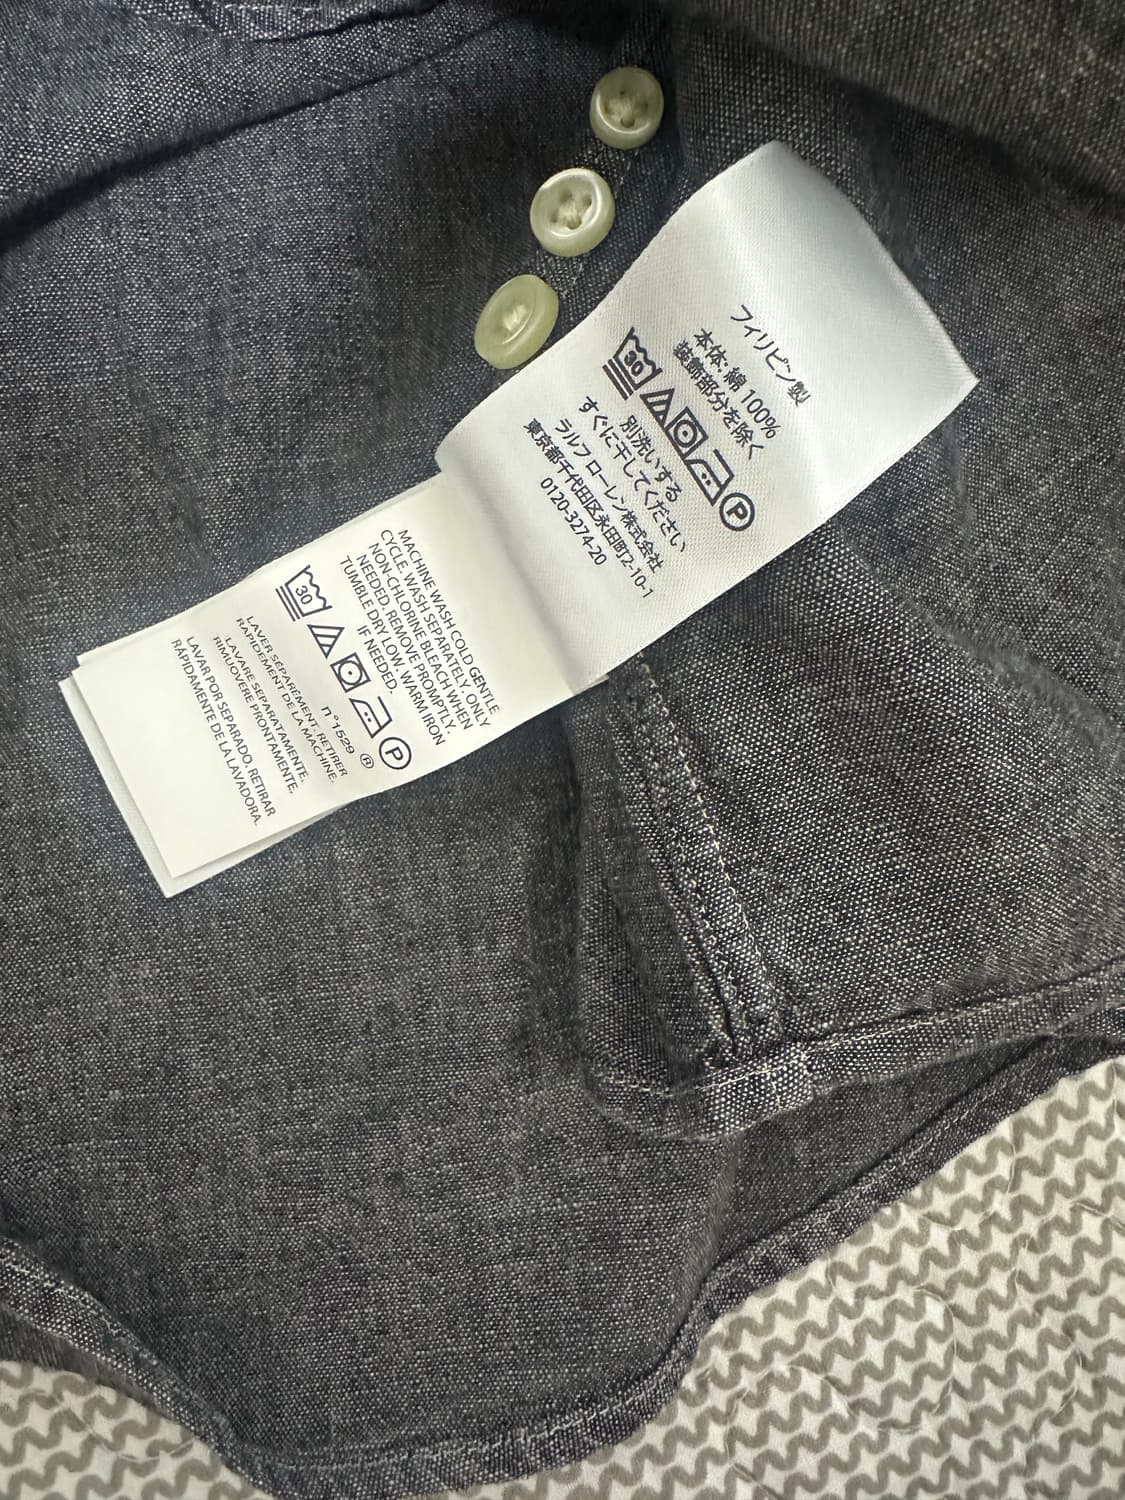 フィリピン製
本体: 綿 100%
装飾部分を除く
30 P
別洗いする
すぐに干してください
ラルフ ローレン株式会社
東京都千代田区永田町2-10-1
0120-3274-20
MACHINE WASH COLD GENTLE
CYCLE. WASH SEPARATELY. ONLY
NON-CHLORINE BLEACH WHEN
NEEDED. REMOVE PROMPTLY.
TUMBLE DRY LOW. WARM IRON
IF NEEDED.
30 P
n°1529 ®
LAVER SÉPARÉMENT. RETIRER
RAPIDEMENT DE LA MACHINE.
LAVARE SEPARATAMENTE.
RIMUOVERE PRONTAMENTE.
LAVAR POR SEPARADO. RETIRAR
RÁPIDAMENTE DE LA LAVADORA.